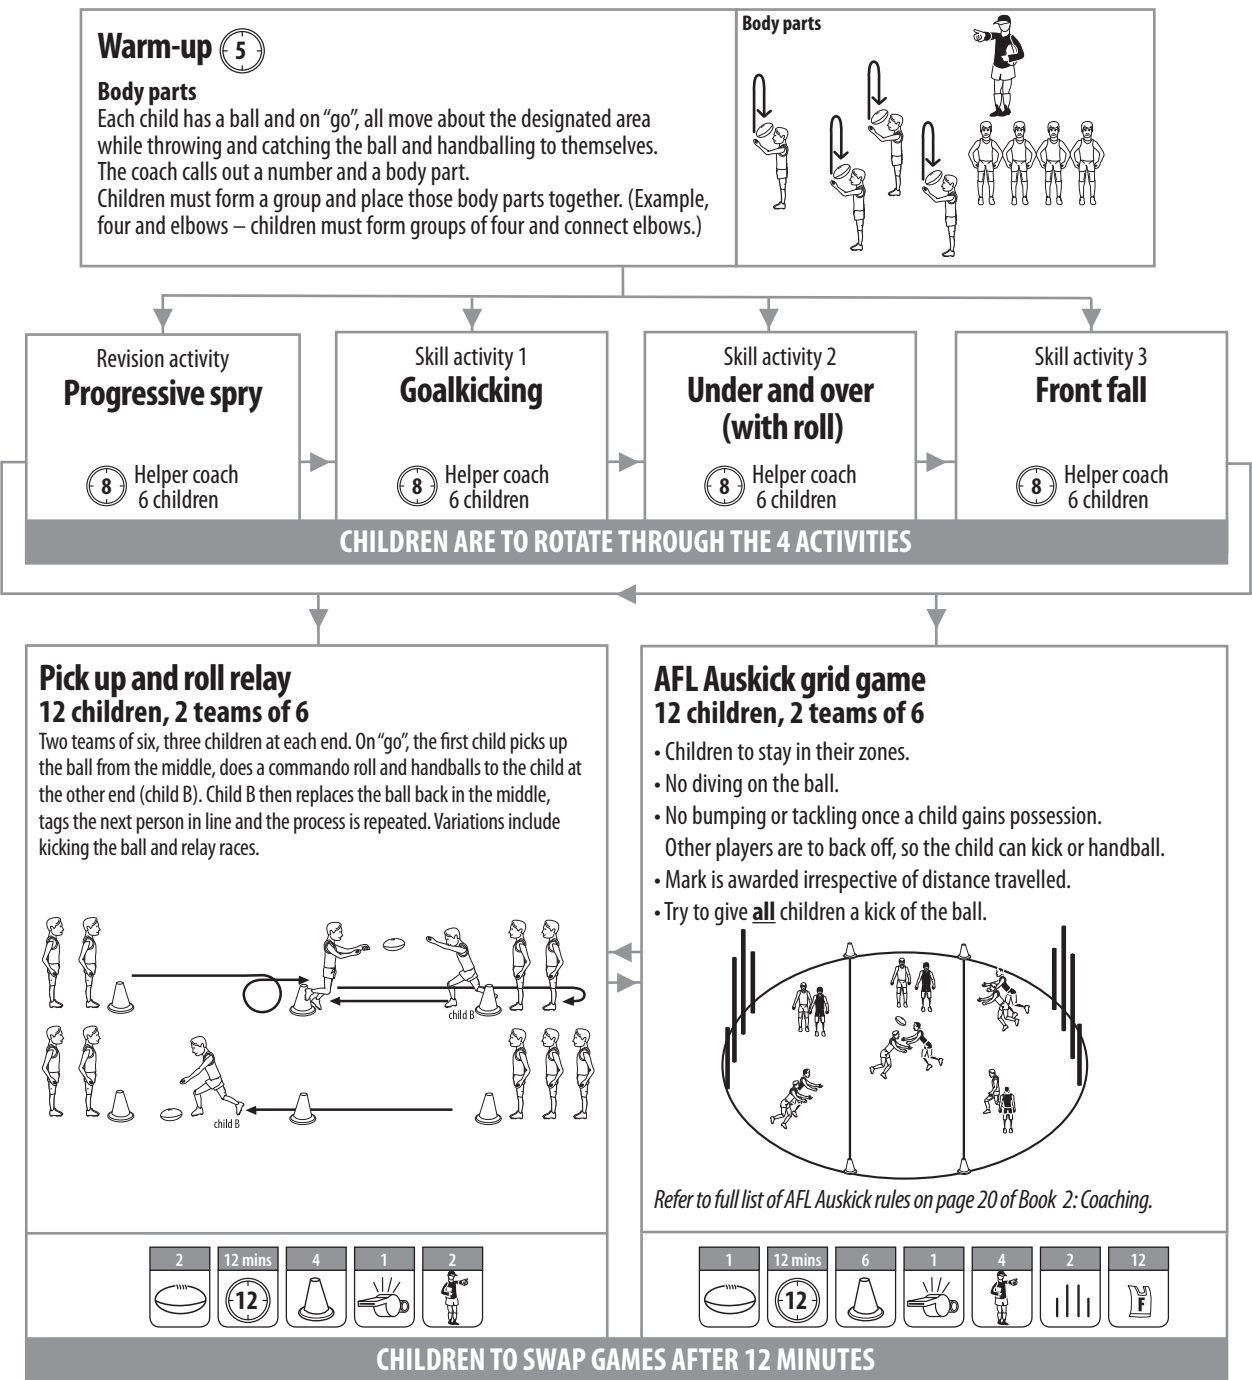 Warm-up 5
Body parts
Each child has a ball and on “go”, all move about the designated area
while throwing and catching the ball and handballing to themselves.
The coach calls out a number and a body part.
Children must form a group and place those body parts together. (Example,
four and elbows – children must form groups of four and connect elbows.)
Body parts
Revision activity
Progressive spry
8 Helper coach
6 children
Skill activity 1
Goalkicking
8 Helper coach
6 children
Skill activity 2
Under and over
(with roll)
8 Helper coach
6 children
Skill activity 3
Front fall
8 Helper coach
6 children
CHILDREN ARE TO ROTATE THROUGH THE 4 ACTIVITIES
Pick up and roll relay
12 children, 2 teams of 6
Two teams of six, three children at each end. On “go”, the first child picks up
the ball from the middle, does a commando roll and handballs to the child at
the other end (child B). Child B then replaces the ball back in the middle,
tags the next person in line and the process is repeated. Variations include
kicking the ball and relay races.
child B
child B
2 12 mins 4 1 2
12
AFL Auskick grid game
12 children, 2 teams of 6
• Children to stay in their zones.
• No diving on the ball.
• No bumping or tackling once a child gains possession.
Other players are to back off, so the child can kick or handball.
• Mark is awarded irrespective of distance travelled.
• Try to give all children a kick of the ball.
Refer to full list of AFL Auskick rules on page 20 of Book 2: Coaching.
1 12 mins 6 1 4 2 12
12 F
CHILDREN TO SWAP GAMES AFTER 12 MINUTES